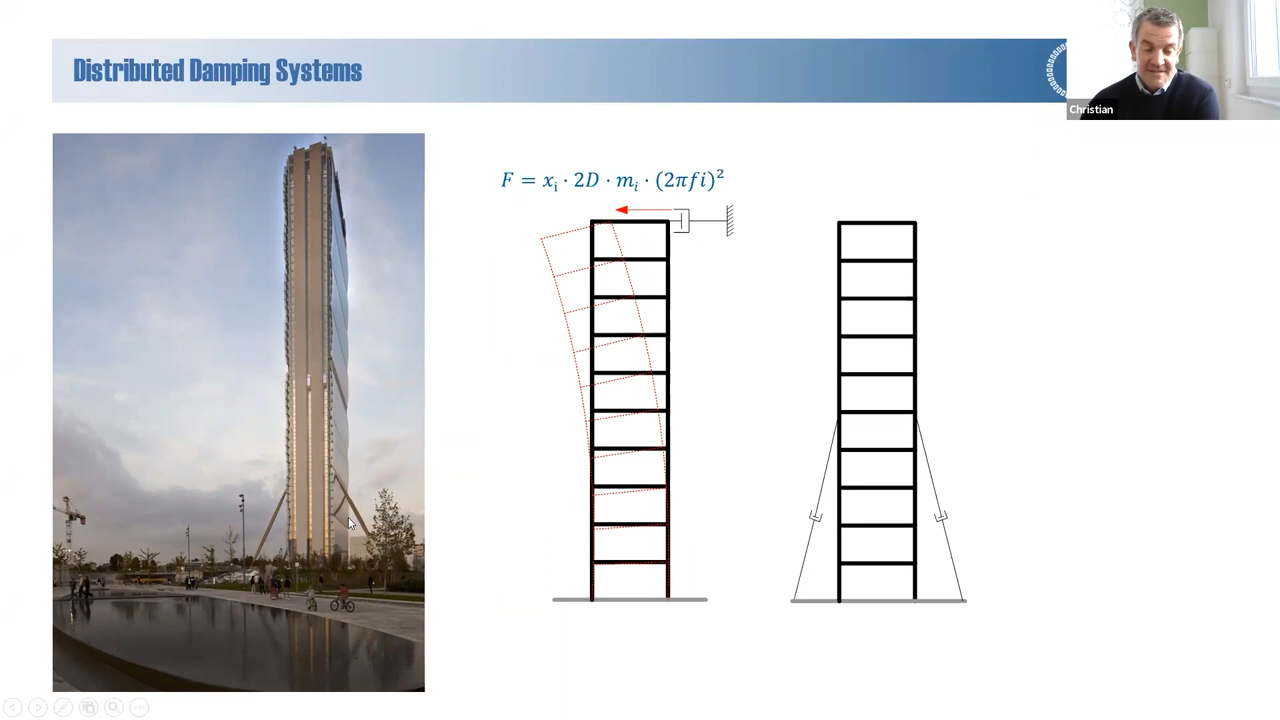 Distributed Damping Systems
Christian
F = xᵢ · 2D · mᵢ · (2πfi)²